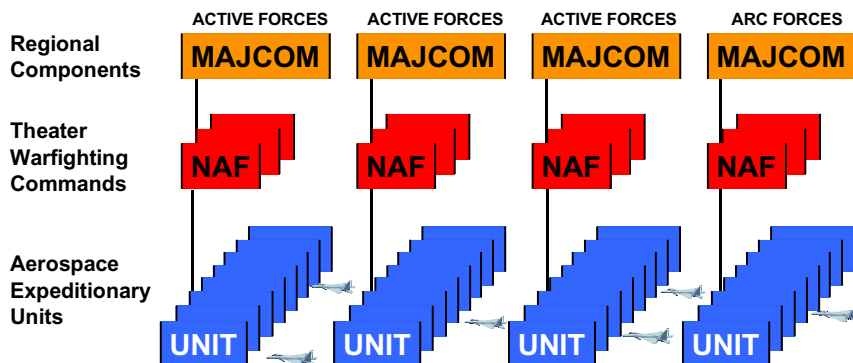 ACTIVE FORCES ACTIVE FORCES ACTIVE FORCES ARC FORCES
Regional
Components
MAJCOM MAJCOM MAJCOM MAJCOM
Theater
Warfighting
Commands
NAF NAF NAF NAF
Aerospace
Expeditionary
Units
UNIT UNIT UNIT UNIT